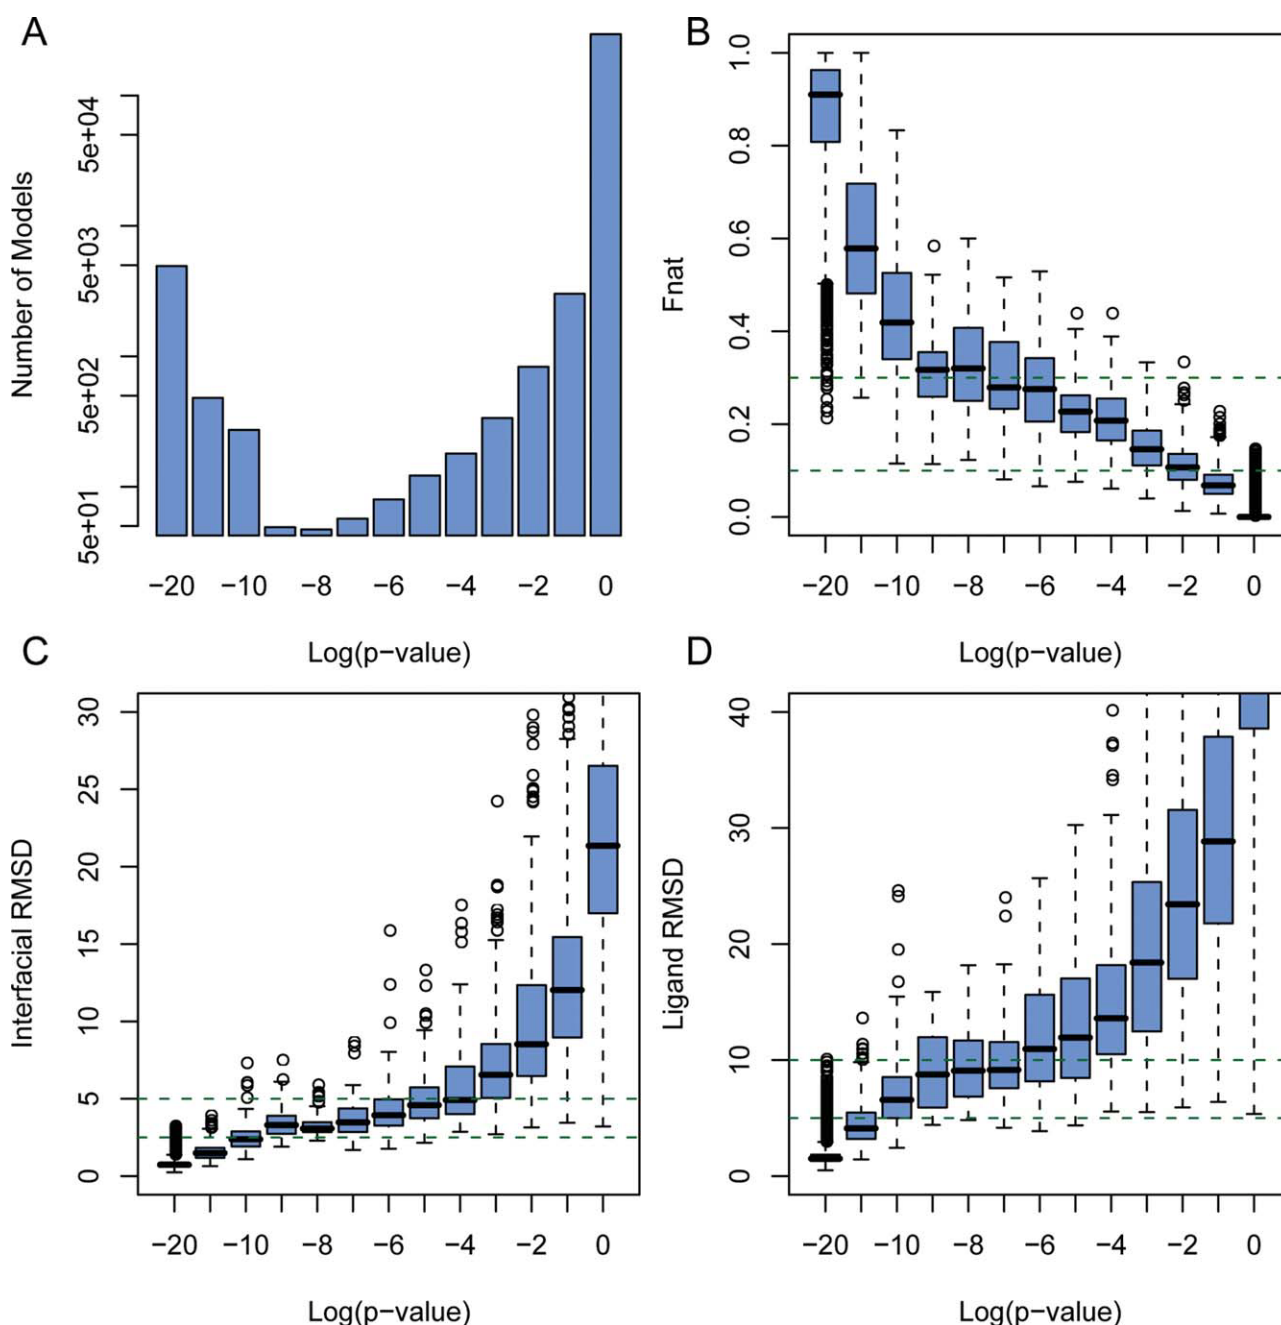 A
Number of Models
5e+04
5e+03
5e+02
5e+01
−20 −10 −8 −6 −4 −2 0
Log(p−value)
B
Fnat
1.0
0.8
0.6
0.4
0.2
0.0
−20 −10 −8 −6 −4 −2 0
Log(p−value)
C
Interfacial RMSD
30
25
20
15
10
5
0
−20 −10 −8 −6 −4 −2 0
Log(p−value)
D
Ligand RMSD
40
30
20
10
0
−20 −10 −8 −6 −4 −2 0
Log(p−value)